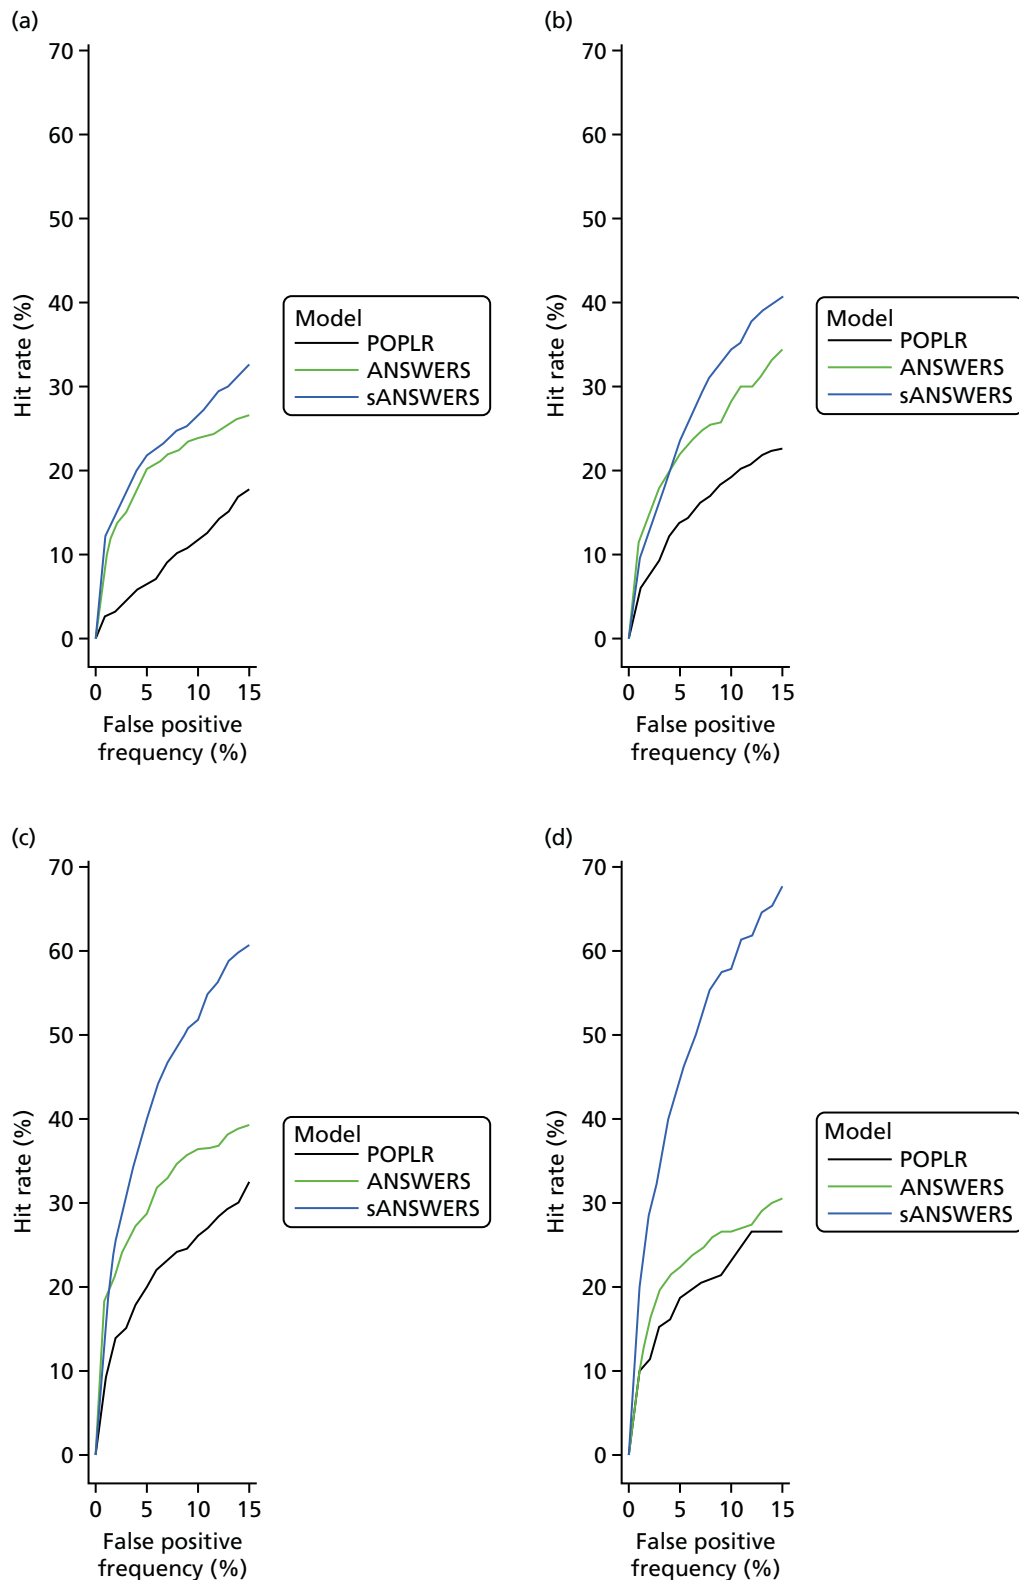 (a)
70
60
50
40
30
20
10
0
Hit rate (%)
0 5 10 15
False positive
frequency (%)
Model
POPLR
ANSWERS
sANSWERS
(b)
70
60
50
40
30
20
10
0
Hit rate (%)
0 5 10 15
False positive
frequency (%)
Model
POPLR
ANSWERS
sANSWERS
(c)
70
60
50
40
30
20
10
0
Hit rate (%)
0 5 10 15
False positive
frequency (%)
Model
POPLR
ANSWERS
sANSWERS
(d)
70
60
50
40
30
20
10
0
Hit rate (%)
0 5 10 15
False positive
frequency (%)
Model
POPLR
ANSWERS
sANSWERS